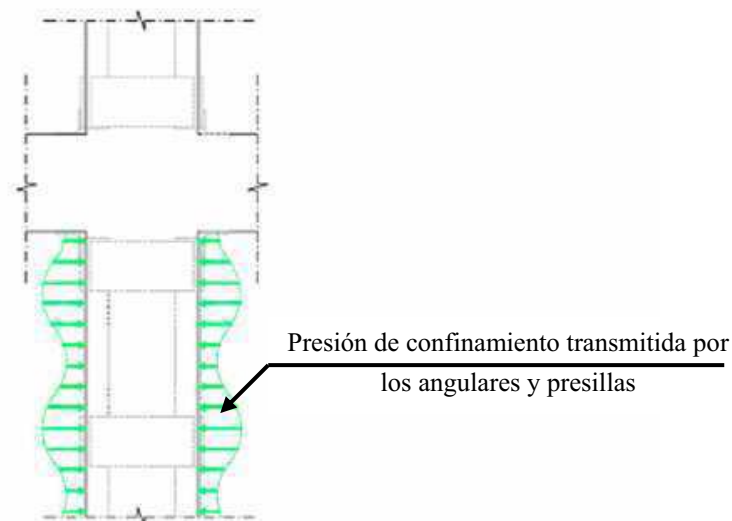 Presión de confinamiento transmitida por
los angulares y presillas